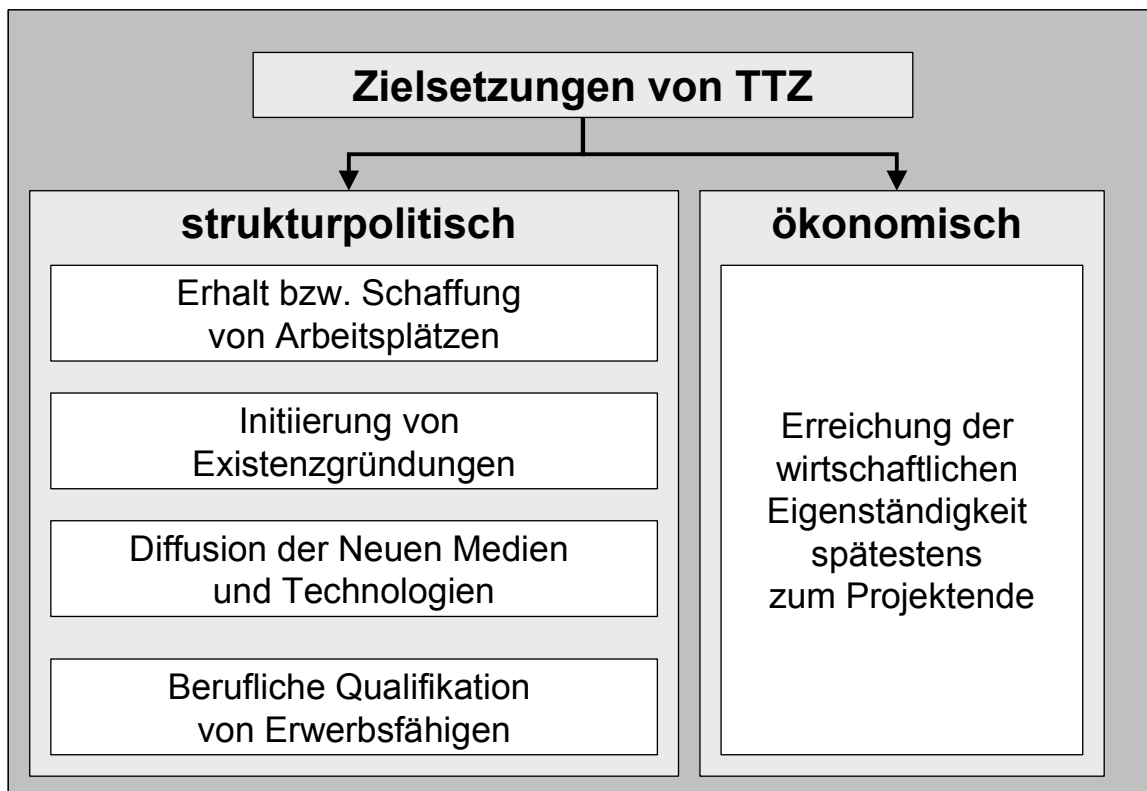 Zielsetzungen von TTZ
strukturpolitisch
Erhalt bzw. Schaffung
von Arbeitsplätzen
Initiierung von
Existenzgründungen
Diffusion der Neuen Medien
und Technologien
Berufliche Qualifikation
von Erwerbsfähigen
ökonomisch
Erreichung der
wirtschaftlichen
Eigenständigkeit
spätestens
zum Projektende